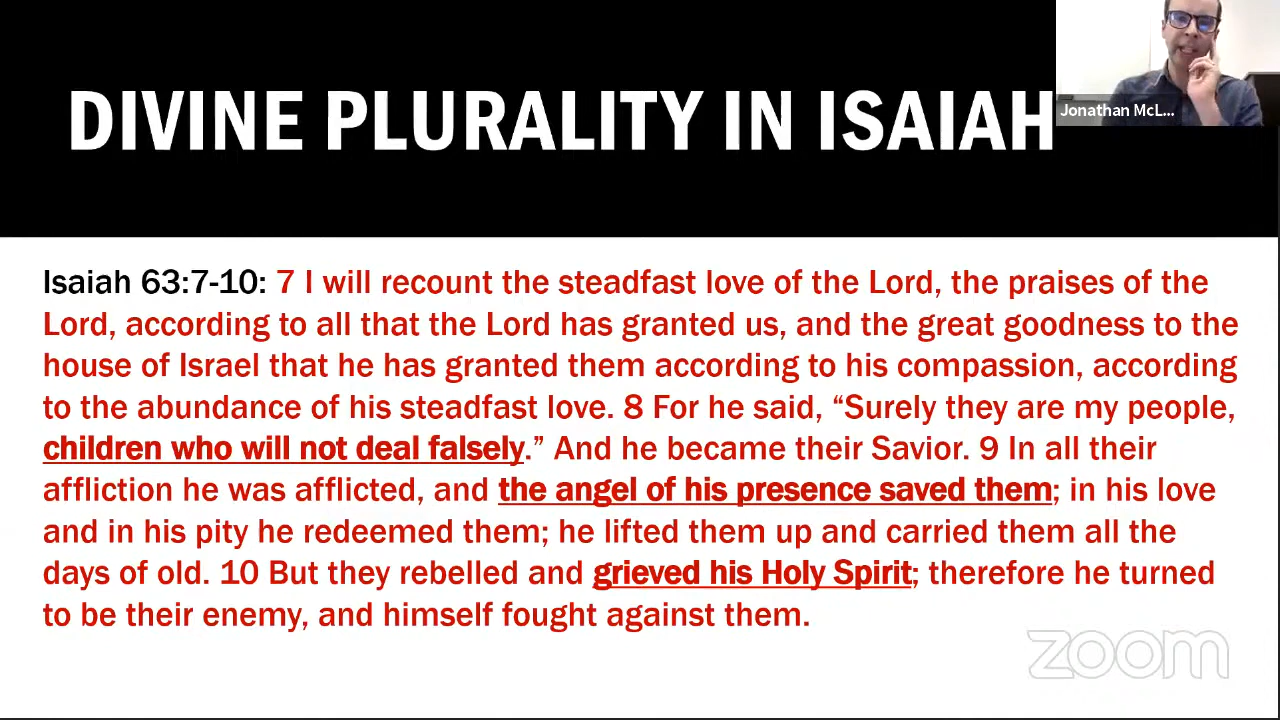 DIVINE PLURALITY IN ISAIAH
Jonathan McL...
Isaiah 63:7-10: 7 I will recount the steadfast love of the Lord, the praises of the
Lord, according to all that the Lord has granted us, and the great goodness to the
house of Israel that he has granted them according to his compassion, according
to the abundance of his steadfast love. 8 For he said, “Surely they are my people,
children who will not deal falsely.” And he became their Savior. 9 In all their
affliction he was afflicted, and the angel of his presence saved them; in his love
and in his pity he redeemed them; he lifted them up and carried them all the
days of old. 10 But they rebelled and grieved his Holy Spirit; therefore he turned
to be their enemy, and himself fought against them.
zoom